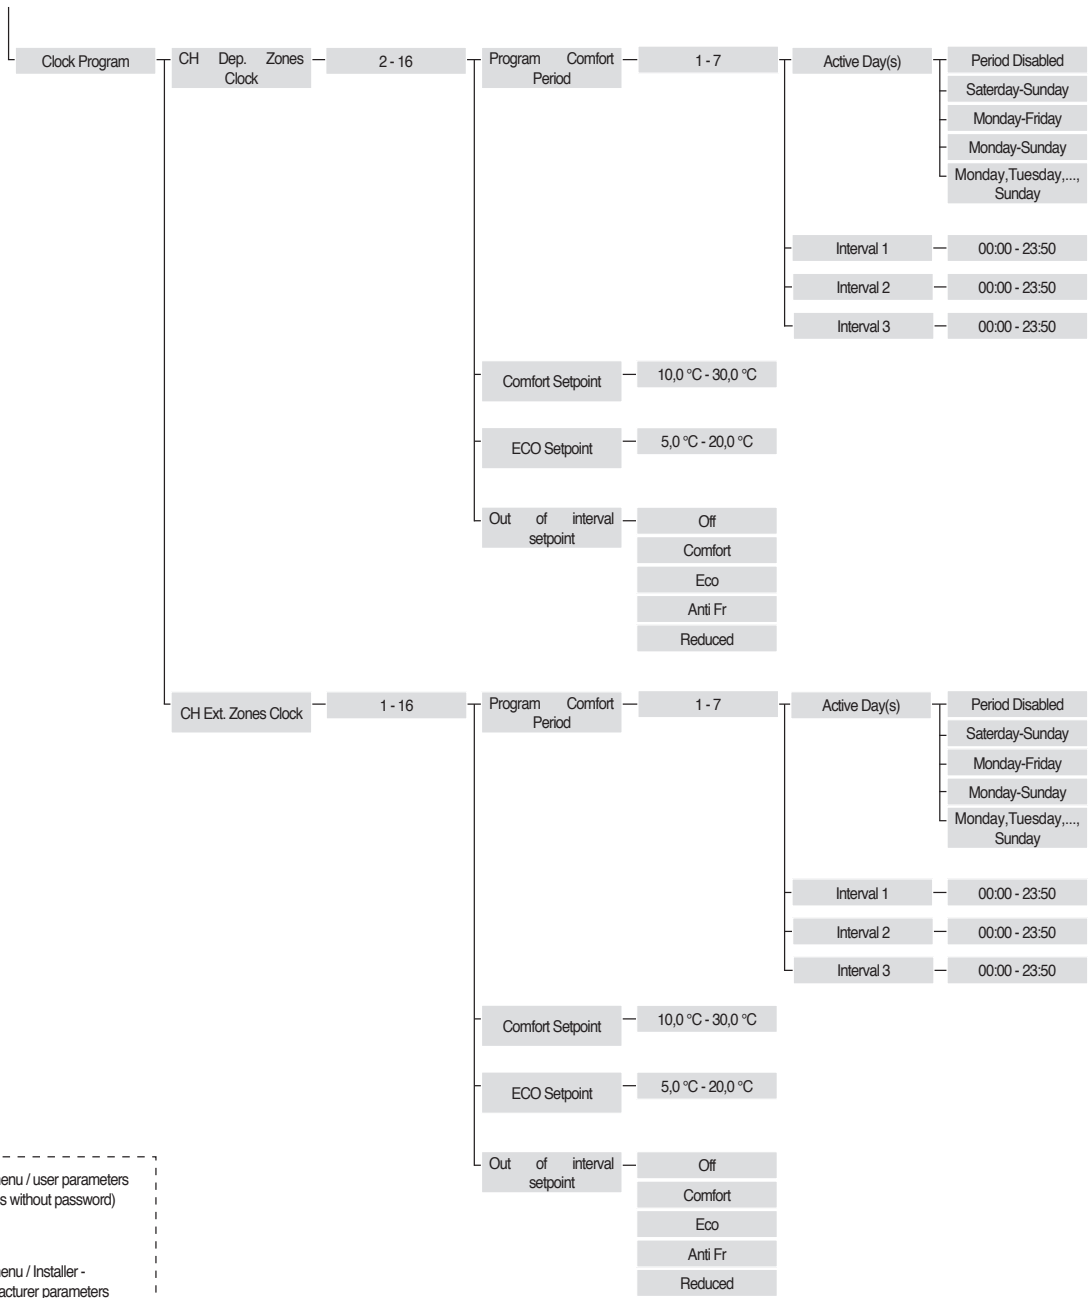 Clock Program
CH Dep. Zones
Clock
2 - 16
Program Comfort
Period
1 - 7
Active Day(s)
Period Disabled
Saterday-Sunday
Monday-Friday
Monday-Sunday
Monday,Tuesday,...,
Sunday
Interval 1
00:00 - 23:50
Interval 2
00:00 - 23:50
Interval 3
00:00 - 23:50
Comfort Setpoint
10,0 °C - 30,0 °C
ECO Setpoint
5,0 °C - 20,0 °C
Out of interval
setpoint
Off
Comfort
Eco
Anti Fr
Reduced
CH Ext. Zones Clock
1 - 16
Program Comfort
Period
1 - 7
Active Day(s)
Period Disabled
Saterday-Sunday
Monday-Friday
Monday-Sunday
Monday,Tuesday,...,
Sunday
Interval 1
00:00 - 23:50
Interval 2
00:00 - 23:50
Interval 3
00:00 - 23:50
Comfort Setpoint
10,0 °C - 30,0 °C
ECO Setpoint
5,0 °C - 20,0 °C
Out of interval
setpoint
Off
Comfort
Eco
Anti Fr
Reduced
/ user parameters
without password)
/ Installer -
parameters